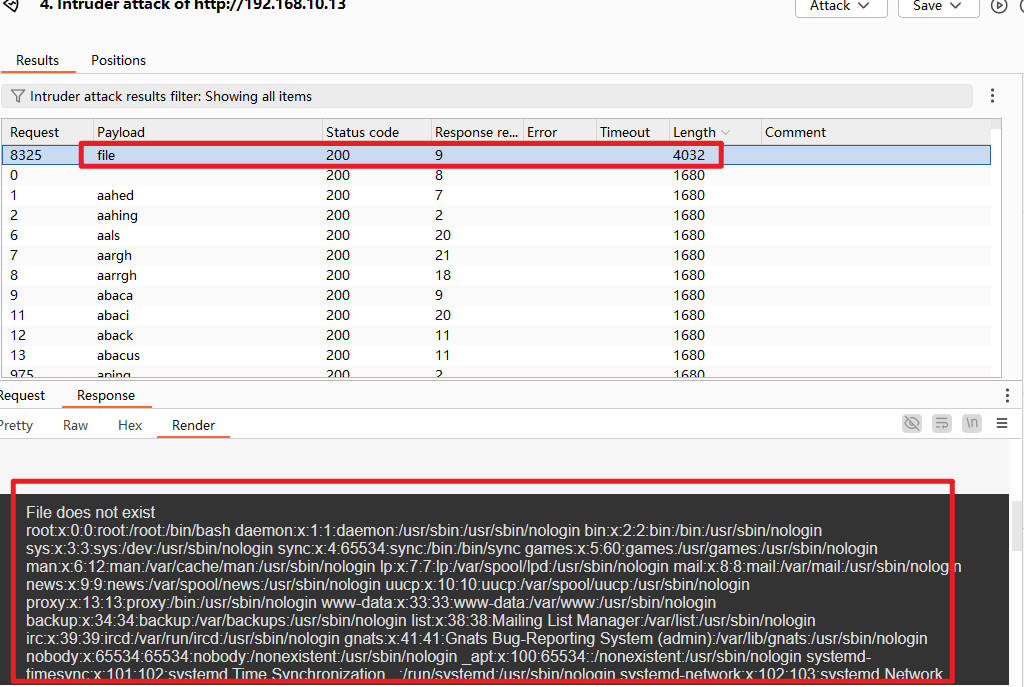 4. Intruder attack of http://192.168.10.13
Attack
Save
Results Positions
Intruder attack results filter: Showing all items
Request Payload Status code Response re... Error Timeout Length Comment
8325 file 200 9 4032
0 200 8 1680
1 aahed 200 7 1680
2 aahing 200 2 1680
6 aals 200 20 1680
7 aargh 200 21 1680
8 aarrgh 200 18 1680
9 abaca 200 9 1680
11 abaci 200 20 1680
12 aback 200 11 1680
13 abacus 200 11 1680
975 aping 200 2 1680
Request Response
Pretty Raw Hex Render
\n
File does not exist
root:x:0:0:root:/root:/bin/bash daemon:x:1:1:daemon:/usr/sbin:/usr/sbin/nologin bin:x:2:2:bin:/bin:/usr/sbin/nologin
sys:x:3:3:sys:/dev:/usr/sbin/nologin sync:x:4:65534:sync:/bin:/bin/sync games:x:5:60:games:/usr/games:/usr/sbin/nologin
man:x:6:12:man:/var/cache/man:/usr/sbin/nologin lp:x:7:7:lp:/var/spool/lpd:/usr/sbin/nologin mail:x:8:8:mail:/var/mail:/usr/sbin/nologin
news:x:9:9:news:/var/spool/news:/usr/sbin/nologin uucp:x:10:10:uucp:/var/spool/uucp:/usr/sbin/nologin
proxy:x:13:13:proxy:/bin:/usr/sbin/nologin www-data:x:33:33:www-data:/var/www:/usr/sbin/nologin
backup:x:34:34:backup:/var/backups:/usr/sbin/nologin list:x:38:38:Mailing List Manager:/var/list:/usr/sbin/nologin
irc:x:39:39:ircd:/var/run/ircd:/usr/sbin/nologin gnats:x:41:41:Gnats Bug-Reporting System (admin):/var/lib/gnats:/usr/sbin/nologin
nobody:x:65534:65534:nobody:/nonexistent:/usr/sbin/nologin _apt:x:100:65534::/nonexistent:/usr/sbin/nologin systemd-
timesync:x:101:102:systemd Time Synchronization,,,:/run/systemd:/usr/sbin/nologin systemd-network:x:102:103:systemd Network